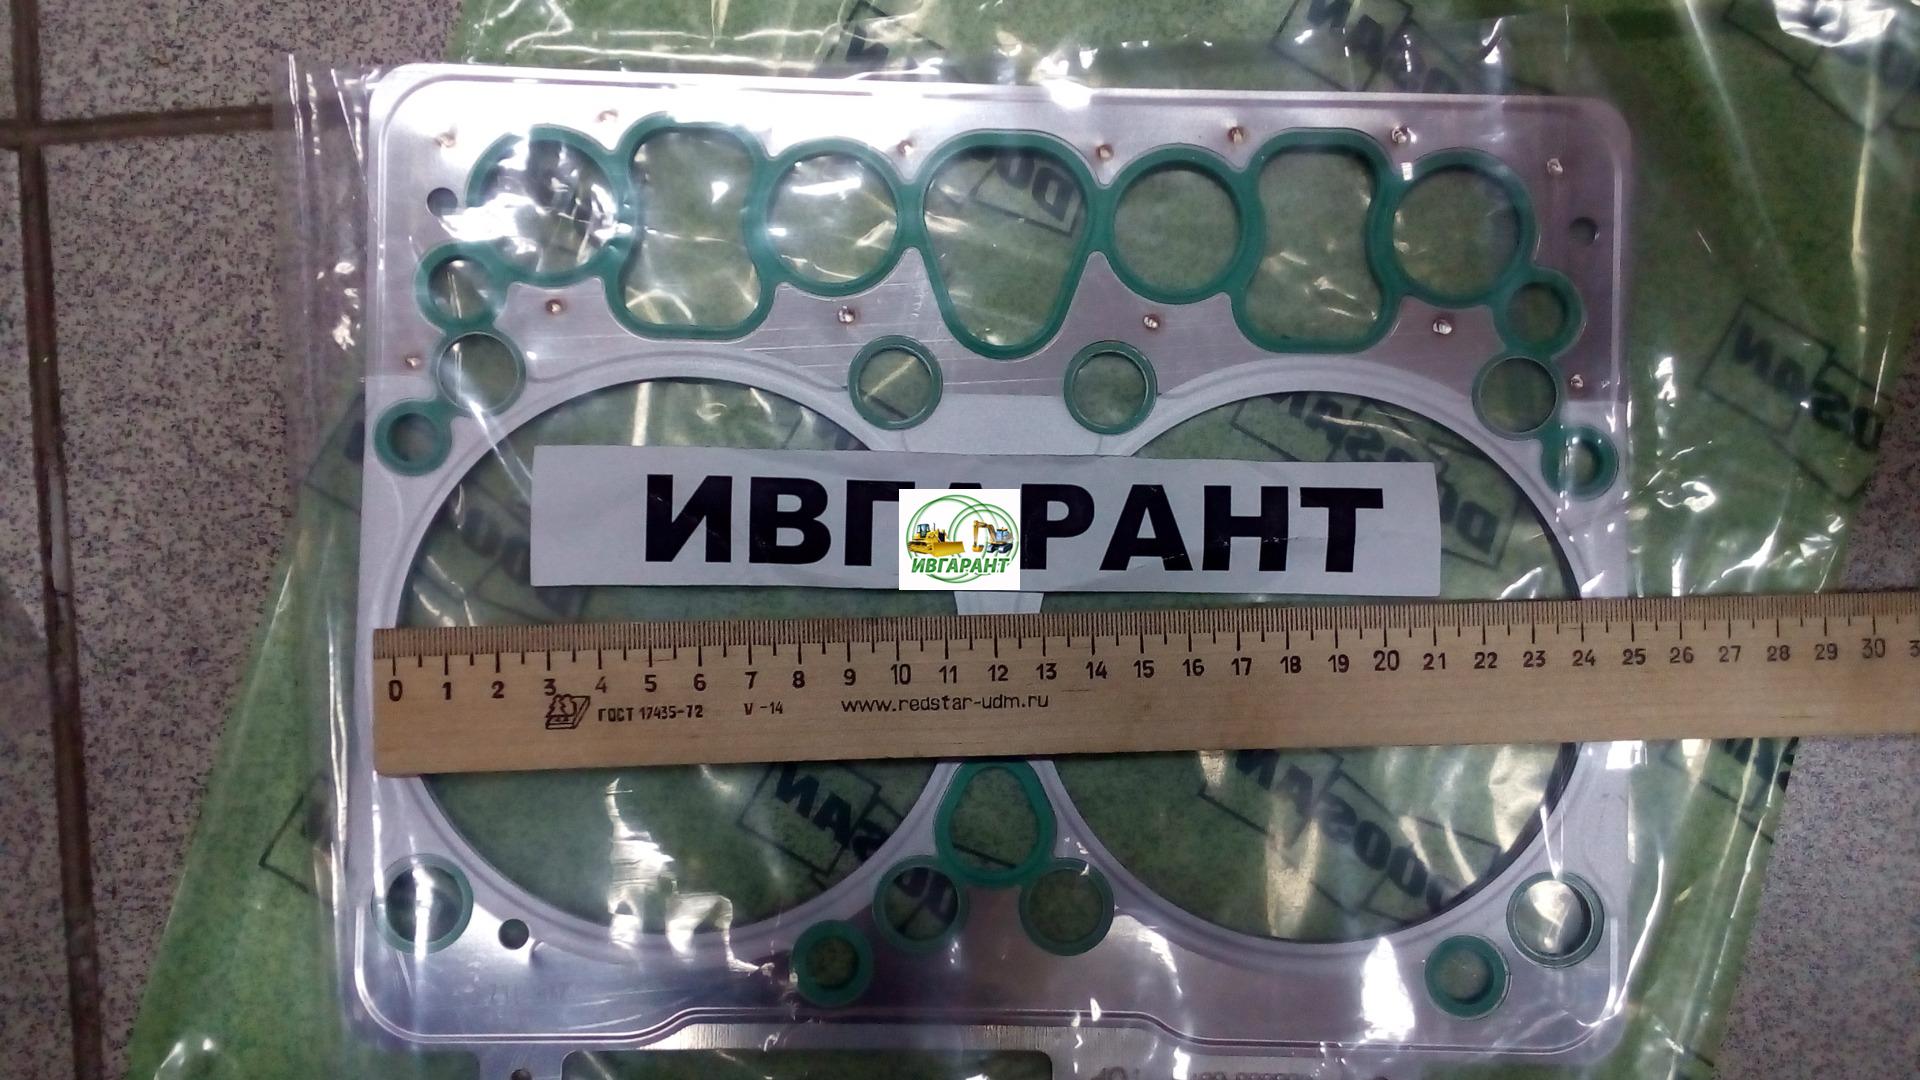 DOOSAN
DOOSAN
ИВГАРАНТ
ИВГАРАНТ
0 1 2 3 4 5 6 7 8 9 10 11 12 13 14 15 16 17 18 19 20 21 22 23 24 25 26 27 28 29 30
ГОСТ 17435-72 V-14 www.redstar-udm.ru
DOOSAN
DOOSAN